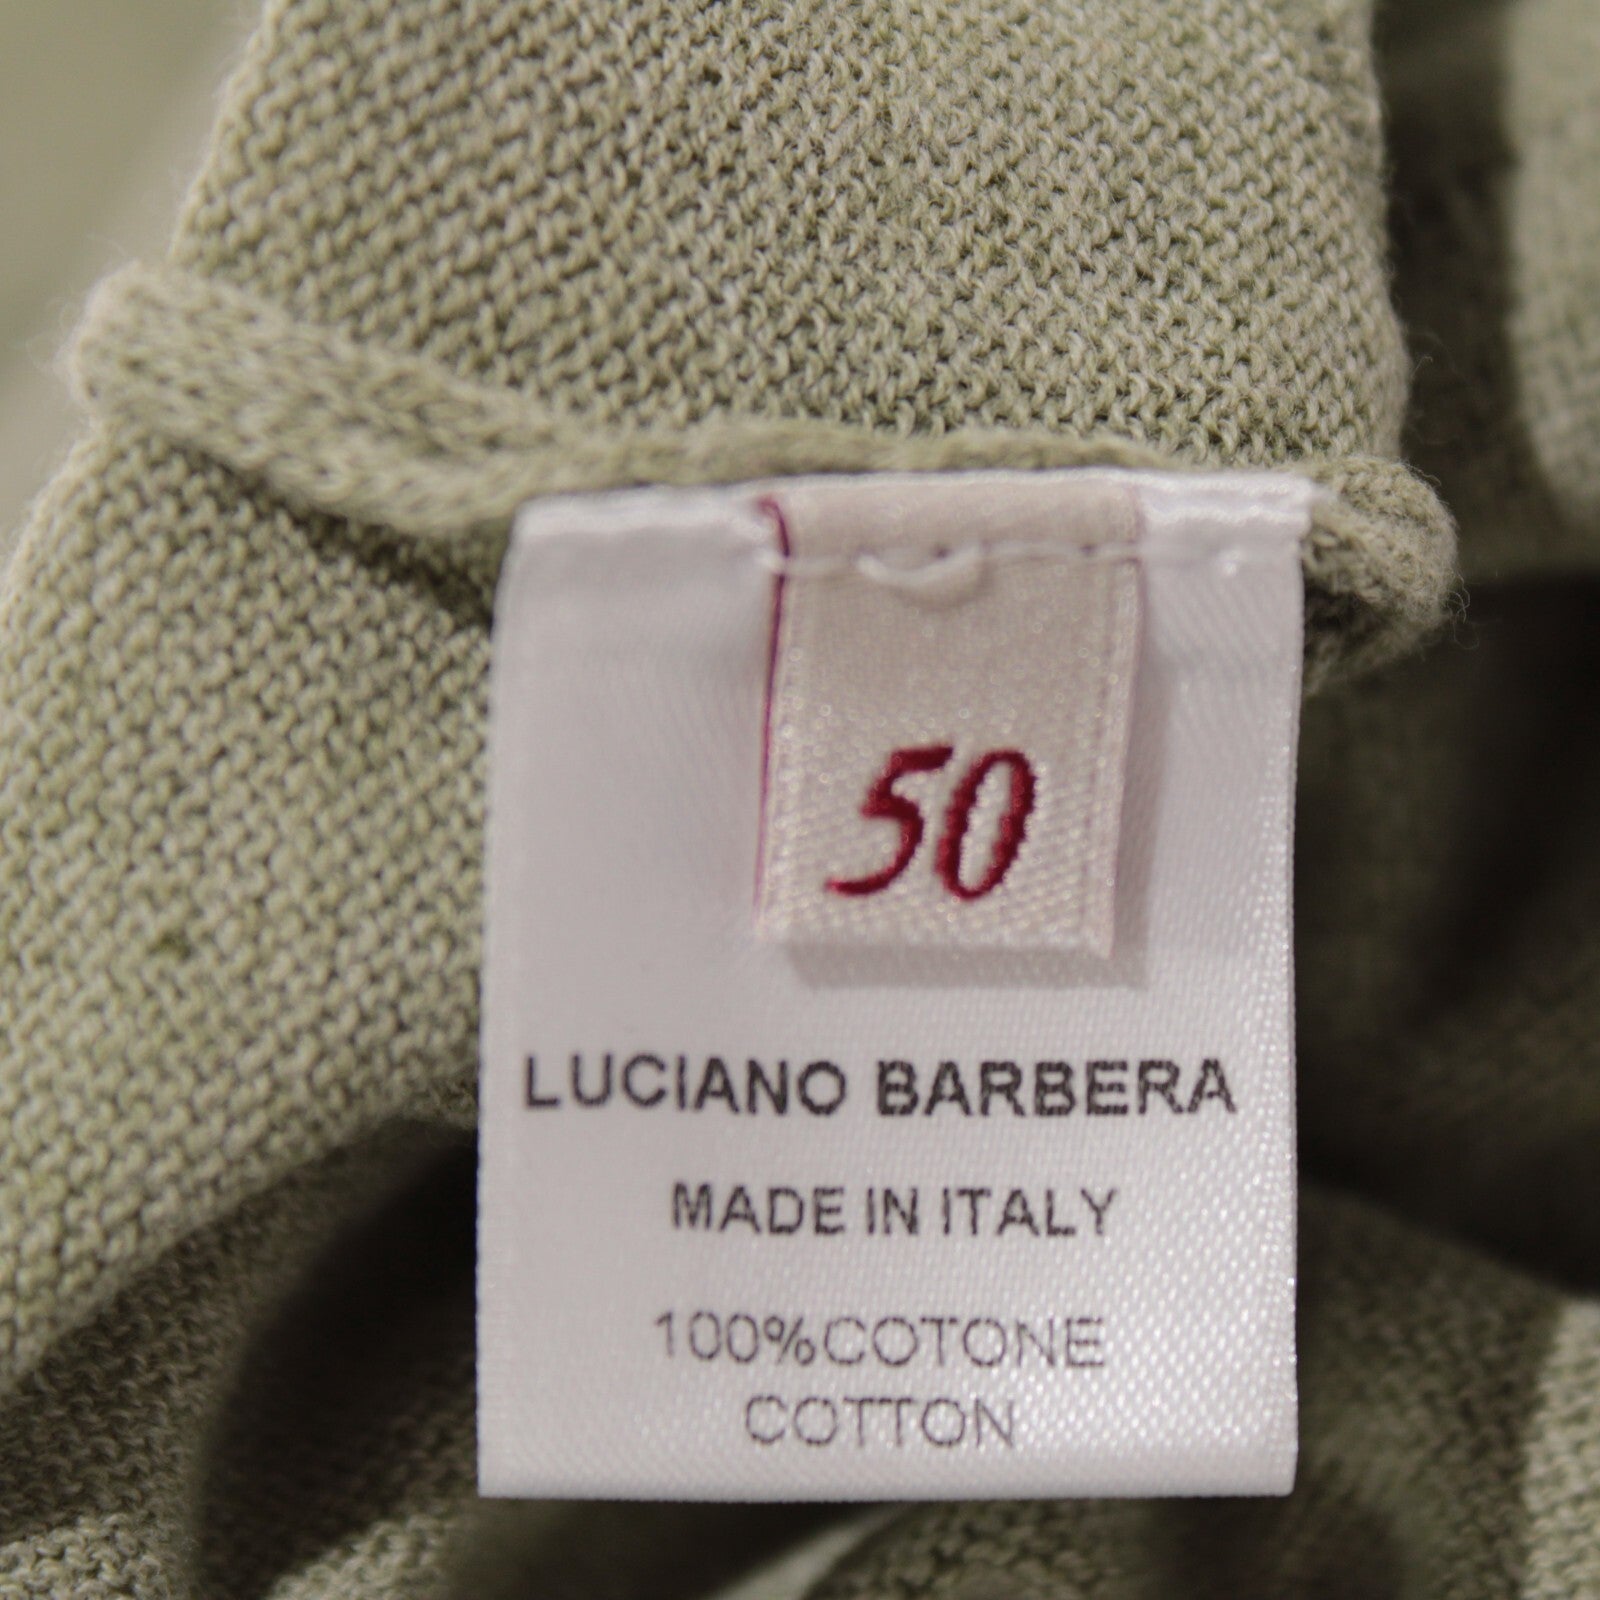 50
LUCIANO BARBERA
MADE IN ITALY
100%COTONE
COTTON